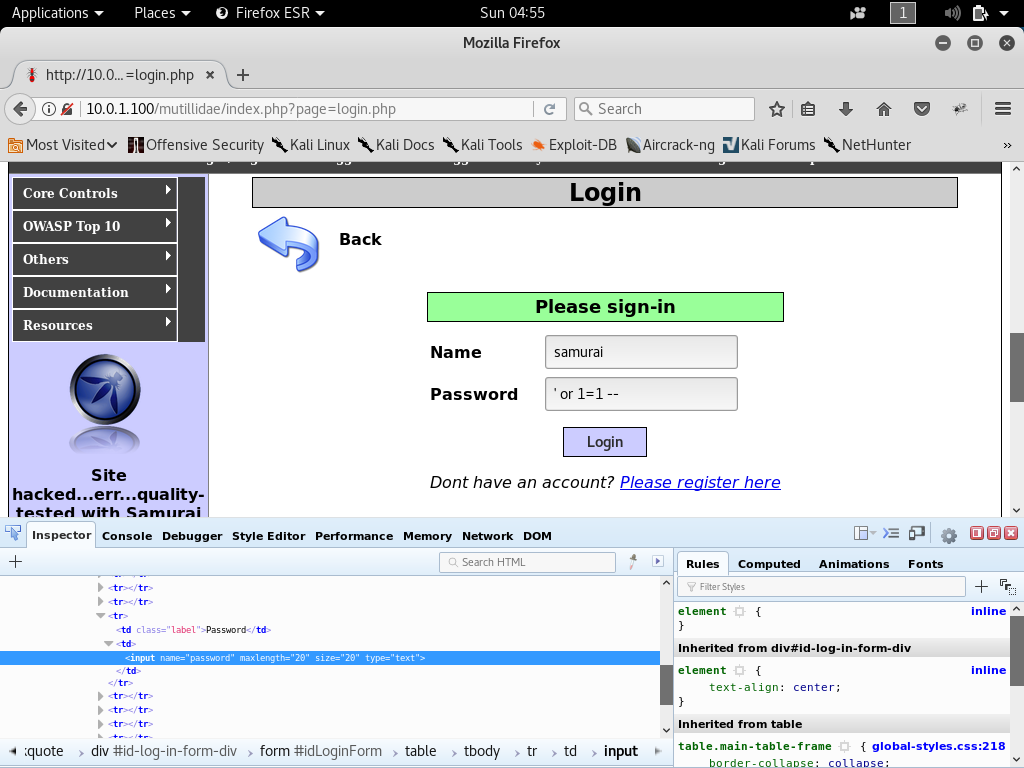 Applications Places Firefox ESR Sun 04:55 1
Mozilla Firefox
http://10.0...=login.php
10.0.1.100/mutillidae/index.php?page=login.php Search
Most Visited Offensive Security Kali Linux Kali Docs Kali Tools Exploit-DB Aircrack-ng Kali Forums NetHunter »
Core Controls
OWASP Top 10
Others
Documentation
Resources
Site
hacked...err...quality-
tested with Samurai
Login
Back
Please sign-in
Name samurai
Password ' or 1=1 --
Login
Dont have an account? Please register here
Inspector Console Debugger Style Editor Performance Memory Network DOM
Search HTML
<tr></tr>
<tr></tr>
<tr>
<td class="label">Password</td>
<td>
<input name="password" maxlength="20" size="20" type="text">
</td>
</tr>
<tr></tr>
<tr></tr>
<tr></tr>
kquote div #id-log-in-form-div form #idLoginForm table tbody tr td input
Rules Computed Animations Fonts
Filter Styles
element { inline
}
Inherited from div#id-log-in-form-div
element { inline
text-align: center;
}
Inherited from table
table.main-table-frame { global-styles.css:218
border-collapse: collapse;